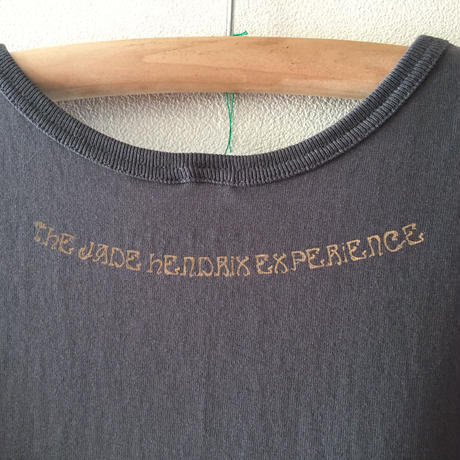 THE JADE HENDRIX EXPERIENCE